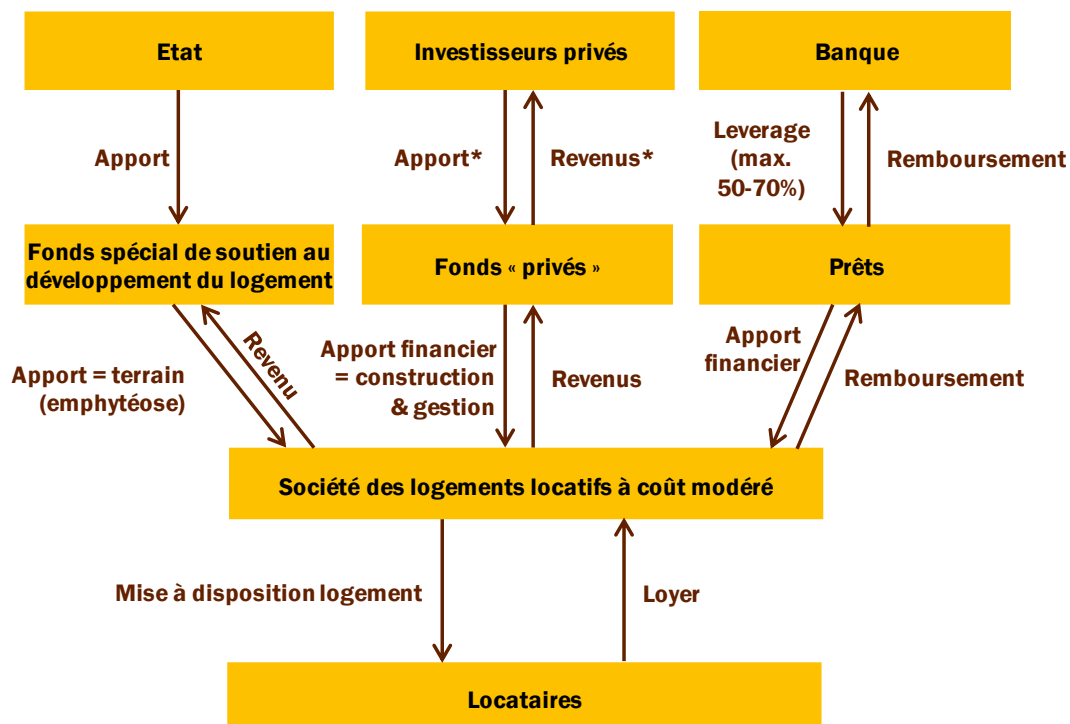 Etat
Investisseurs privés
Banque
Apport
Apport*
Revenus*
Leverage
(max.
50-70%)
Remboursement
Fonds spécial de soutien au
développement du logement
Fonds « privés »
Prêts
Apport = terrain
(emphytéose)
Revenu
Apport financier
= construction
& gestion
Revenus
Apport
financier
Remboursement
Société des logements locatifs à coût modéré
Mise à disposition logement
Loyer
Locataires